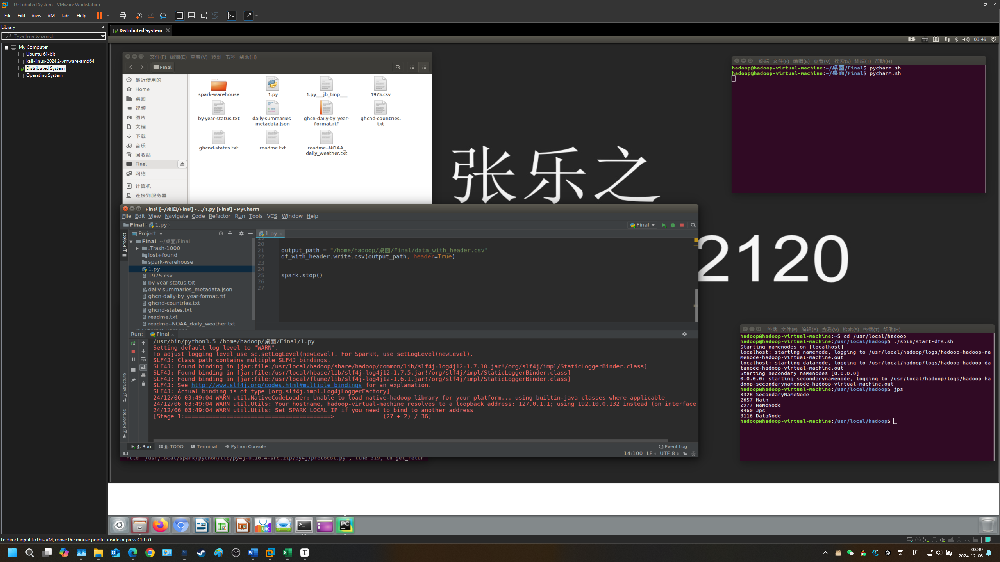 Distributed System - VMware Workstation
File Edit View VM Tabs Help
Library
Type here to search
My Computer
Ubuntu 64-bit
kali-linux-2024.2-vmware-amd64
Distributed System
Operating System
Distributed System
03:49
文件(F) 编辑(E) 查看(V) 转到 书签 帮助(H)
Final
最近使用的
Home
桌面
视频
图片
文档
下载
音乐
回收站
Final
网络
计算机
连接到服务器
spark-warehouse
1.py
1.py___jb_tmp___
1975.csv
by-year-status.txt
daily-summaries_
metadata.json
ghcn-daily-by_year-
format.rtf
ghcnd-countries.
txt
ghcnd-states.txt
readme.txt
readme--NOAA_
daily_weather.txt
张乐之
2120
终端 文件(F) 编辑(E) 查看(V) 搜索(S) 终端(T) 帮助(H)
hadoop@hadoop-virtual-machine:~/桌面/Final$ pycharm.sh
hadoop@hadoop-virtual-machine:~/桌面/Final$ pycharm.sh
Final [~/桌面/Final] - .../1.py [Final] - PyCharm
File Edit View Navigate Code Refactor Run Tools VCS Window Help
Final 1.py
Final
1: Project
Project
1.py
Final ~/桌面/Final
.Trash-1000
lost+found
spark-warehouse
1.py
1975.csv
by-year-status.txt
daily-summaries_metadata.json
ghcn-daily-by_year-format.rtf
ghcnd-countries.txt
ghcnd-states.txt
readme.txt
readme--NOAA_daily_weather.txt
19
20
21 output_path = "/home/hadoop/桌面/Final/data_with_header.csv"
22 df_with_header.write.csv(output_path, header=True)
23
24
25 spark.stop()
26
27
Run: Final
7: Structure
2: Favorites
/usr/bin/python3.5 /home/hadoop/桌面/Final/1.py
Setting default log level to "WARN".
To adjust logging level use sc.setLogLevel(newLevel). For SparkR, use setLogLevel(newLevel).
SLF4J: Class path contains multiple SLF4J bindings.
SLF4J: Found binding in [jar:file:/usr/local/hadoop/share/hadoop/common/lib/slf4j-log4j12-1.7.10.jar!/org/slf4j/impl/StaticLoggerBinder.class]
SLF4J: Found binding in [jar:file:/usr/local/hbase/lib/slf4j-log4j12-1.7.5.jar!/org/slf4j/impl/StaticLoggerBinder.class]
SLF4J: Found binding in [jar:file:/usr/local/flume/lib/slf4j-log4j12-1.6.1.jar!/org/slf4j/impl/StaticLoggerBinder.class]
SLF4J: See http://www.slf4j.org/codes.html#multiple_bindings for an explanation.
SLF4J: Actual binding is of type [org.slf4j.impl.Log4jLoggerFactory]
24/12/06 03:49:04 WARN util.NativeCodeLoader: Unable to load native-hadoop library for your platform... using builtin-java classes where applicable
24/12/06 03:49:04 WARN util.Utils: Your hostname, hadoop-virtual-machine resolves to a loopback address: 127.0.1.1; using 192.10.0.132 instead (on interface
24/12/06 03:49:04 WARN util.Utils: Set SPARK_LOCAL_IP if you need to bind to another address
[Stage 1:==========================================> (27 + 2) / 36]
4: Run 6: TODO Terminal Python Console Event Log
14:100 LF UTF-8
File "/usr/local/spark/python/lib/py4j-0.10.4-src.zip/py4j/protocol.py", line 319, in get_retur
终端 文件(F) 编辑(E) 查看(V) 搜索(S) 终端(T) 帮助(H)
hadoop@hadoop-virtual-machine:~$ cd /usr/local/hadoop
hadoop@hadoop-virtual-machine:/usr/local/hadoop$ ./sbin/start-dfs.sh
Starting namenodes on [localhost]
localhost: starting namenode, logging to /usr/local/hadoop/logs/hadoop-hadoop-na
menode-hadoop-virtual-machine.out
localhost: starting datanode, logging to /usr/local/hadoop/logs/hadoop-hadoop-da
tanode-hadoop-virtual-machine.out
Starting secondary namenodes [0.0.0.0]
0.0.0.0: starting secondarynamenode, logging to /usr/local/hadoop/logs/hadoop-ha
doop-secondarynamenode-hadoop-virtual-machine.out
hadoop@hadoop-virtual-machine:/usr/local/hadoop$ jps
3328 SecondaryNameNode
2657 Main
2977 NameNode
3460 Jps
3116 DataNode
hadoop@hadoop-virtual-machine:/usr/local/hadoop$
UK
PC
To direct input to this VM, move the mouse pointer inside or press Ctrl+G.
英 拼
03:49
2024-12-06